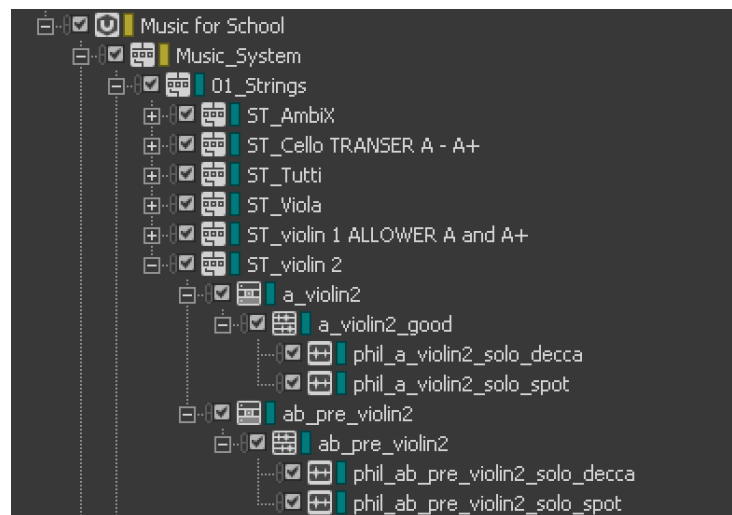 Music for School
Music_System
01_Strings
ST_AmbiX
ST_Cello TRANSER A - A+
ST_Tutti
ST_Viola
ST_violin 1 ALLOWER A and A+
ST_violin 2
a_violin2
a_violin2_good
phil_a_violin2_solo_decca
phil_a_violin2_solo_spot
ab_pre_violin2
ab_pre_violin2
phil_ab_pre_violin2_solo_decca
phil_ab_pre_violin2_solo_spot